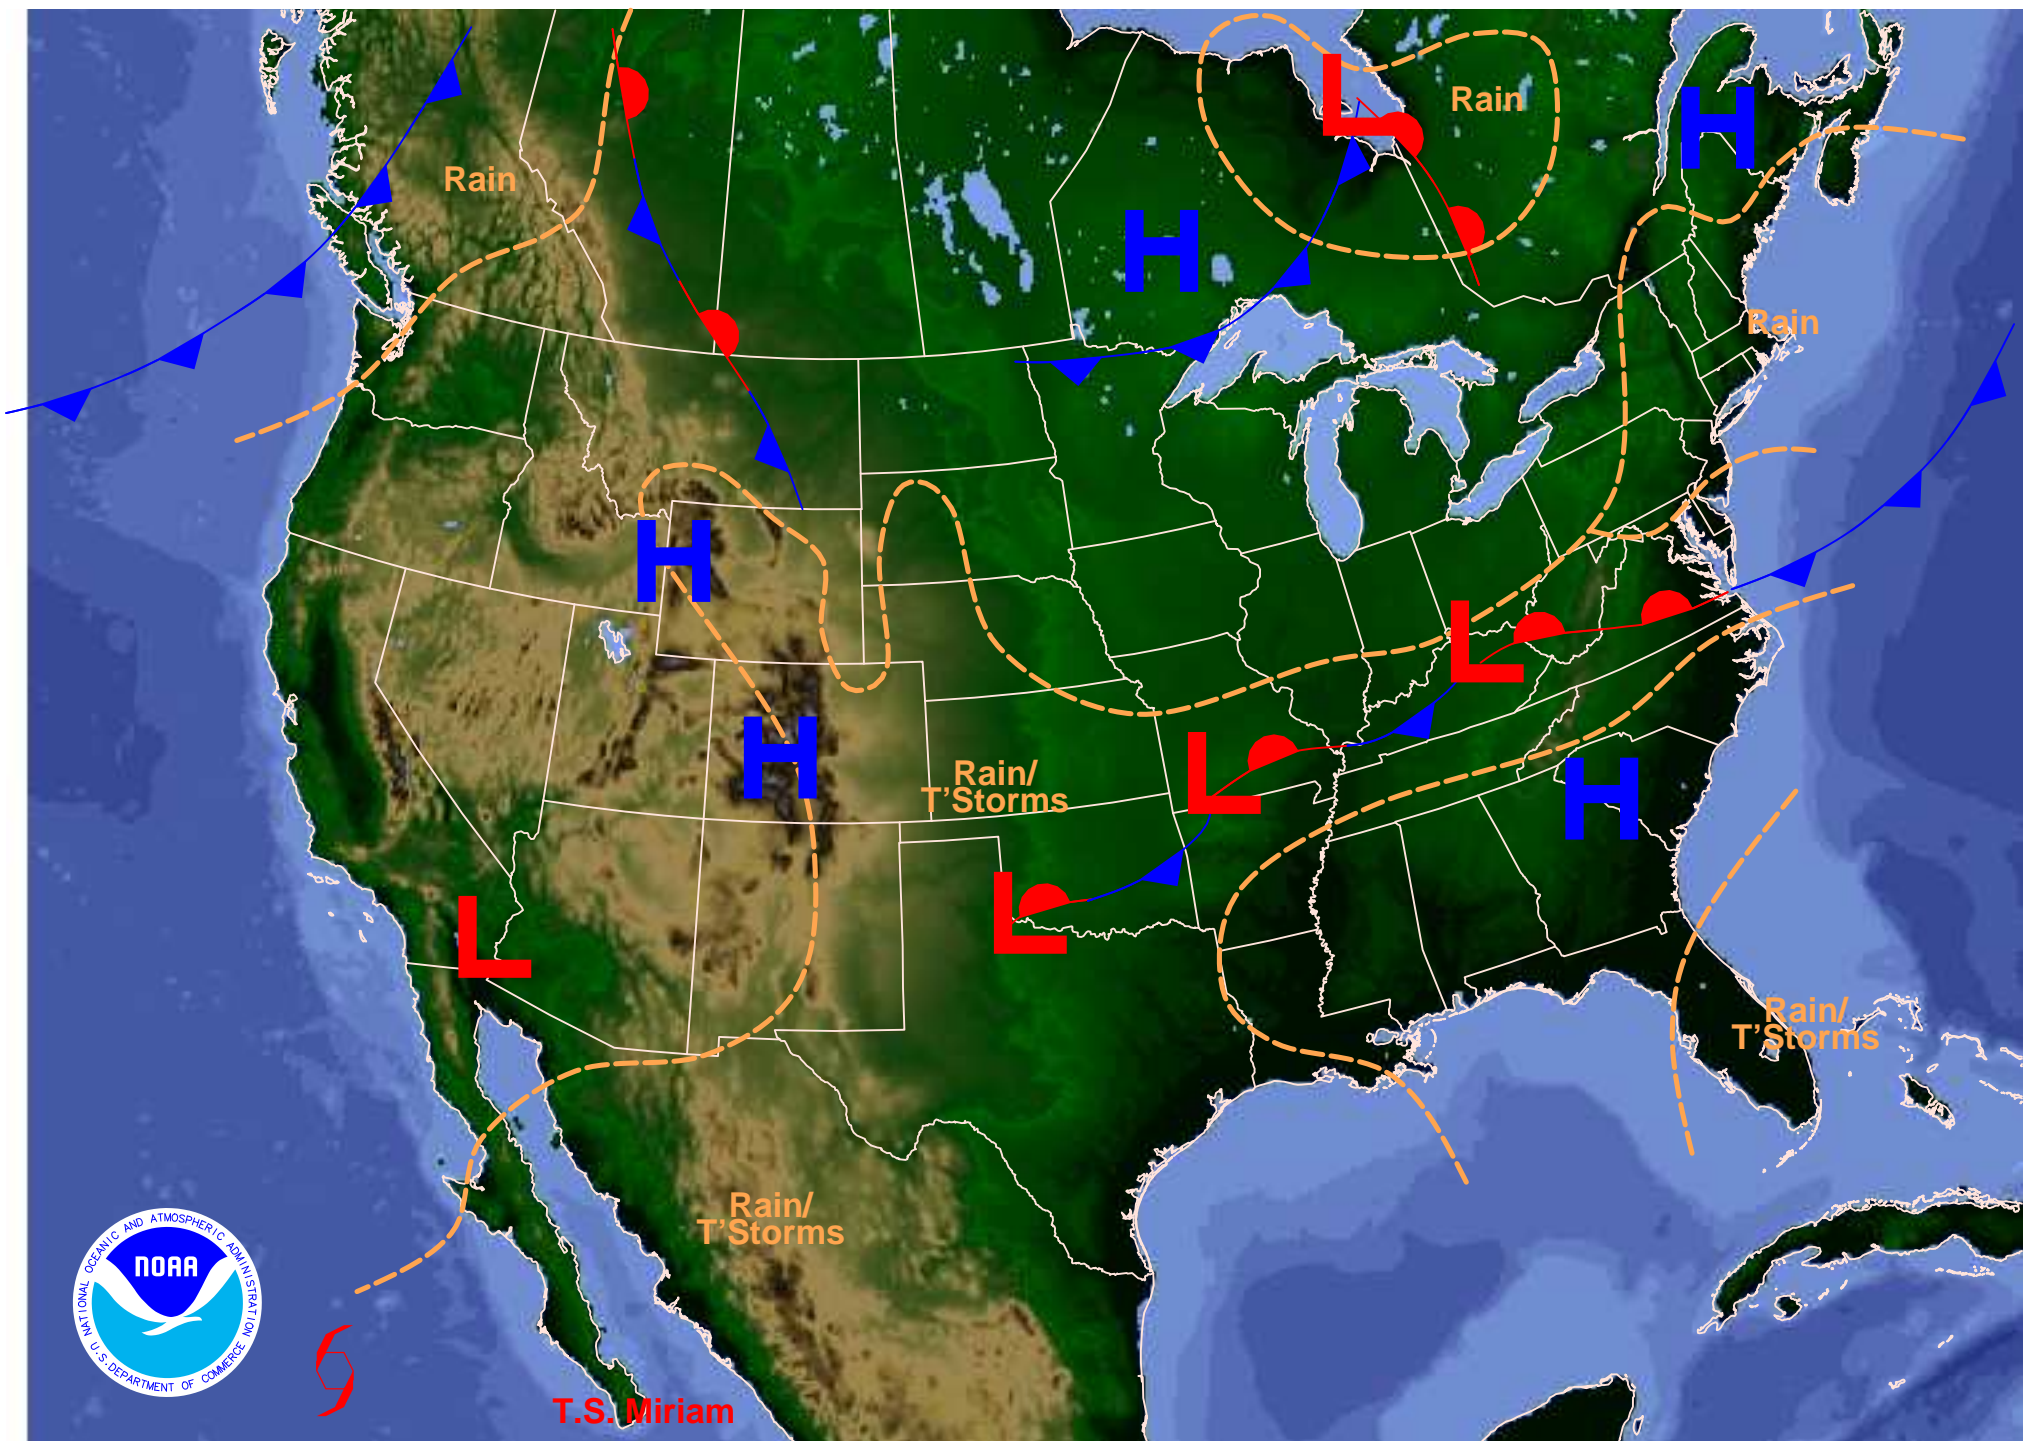 L
Rain
H
Rain
H
Rain
H
L
H
Rain/
T'Storms
L
H
L
L
L
Rain/
T'Storms
Rain/
T'Storms
NATIONAL OCEANIC AND ATMOSPHERIC ADMINISTRATION
NOAA
U.S. DEPARTMENT OF COMMERCE
T.S. Miriam